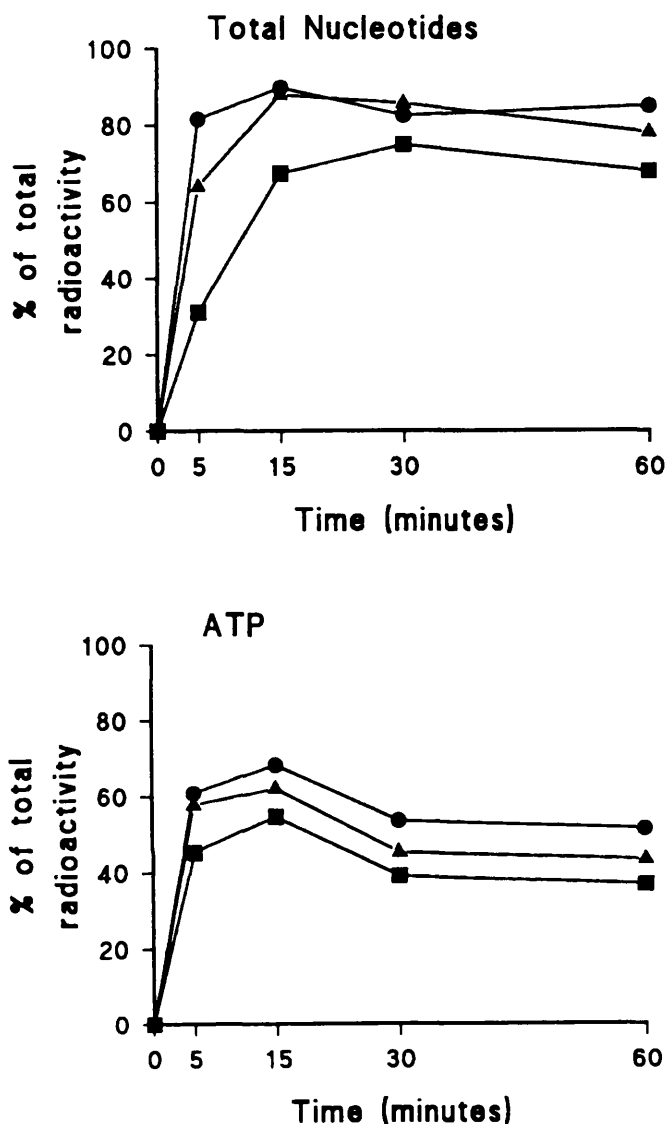 Total Nucleotides
100
80
60
40
20
0
% of total
radioactivity
0 5 15 30 60
Time (minutes)
ATP
100
80
60
40
20
0
% of total
radioactivity
0 5 15 30 60
Time (minutes)